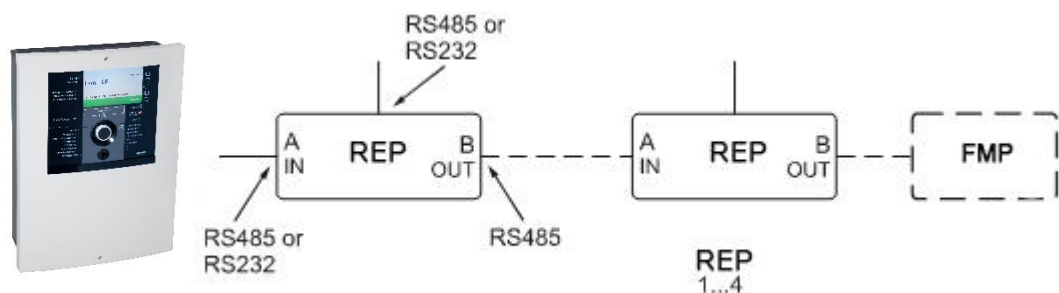 RS485 or
RS232
A
IN
REP
B
OUT
A
IN
REP
B
OUT
FMP
RS485 or
RS232
RS485
REP
1...4